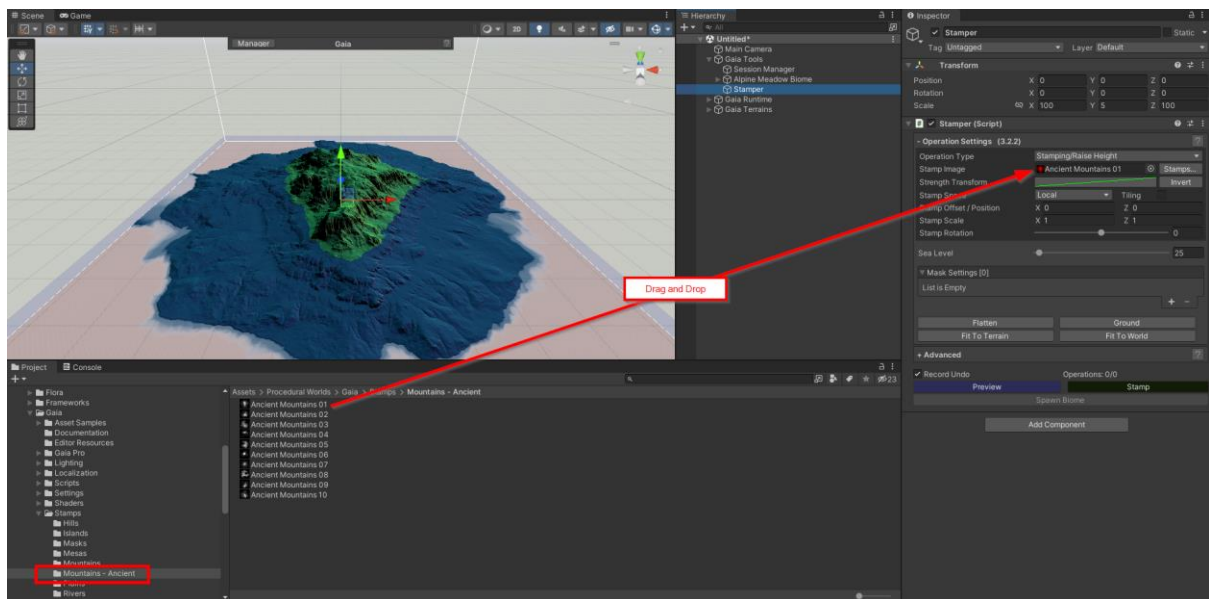 Scene Game
Manager Gaia
Hierarchy
All
Untitled*
Main Camera
Gaia Tools
Session Manager
Alpine Meadow Biome
Stamper
Gaia Runtime
Gaia Terrains
Inspector
Stamper Static
Tag Untagged Layer Default
Transform
Position X 0 Y 0 Z 0
Rotation X 0 Y 0 Z 0
Scale X 100 Y 5 Z 100
Stamper (Script)
- Operation Settings (3.2.2)
Operation Type Stamping/Raise Height
Stamp Image Ancient Mountains 01 Stamps...
Strength Transform Invert
Local Tiling
Stamp Offset / Position X 0 Z 0
Stamp Scale X 1 Z 1
Stamp Rotation 0
Sea Level 25
Mask Settings [0]
List is Empty
+ -
Flatten Ground
Fit To Terrain Fit To World
+ Advanced
Record Undo Operations: 0/0
Preview Stamp
Spawn Biome
Add Component
Drag and Drop
Project Console
23
Flora
Frameworks
Gaia
Asset Samples
Documentation
Editor Resources
Gaia Pro
Lighting
Localization
Scripts
Settings
Shaders
Stamps
Hills
Islands
Masks
Mesas
Mountains
Mountains - Ancient
Plains
Rivers
Assets > Procedural Worlds > Gaia > Stamps > Mountains - Ancient
Ancient Mountains 01
Ancient Mountains 02
Ancient Mountains 03
Ancient Mountains 04
Ancient Mountains 05
Ancient Mountains 06
Ancient Mountains 07
Ancient Mountains 08
Ancient Mountains 09
Ancient Mountains 10